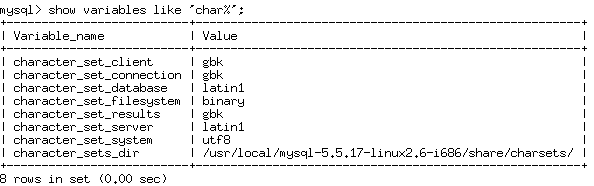 mysql> show variables like "char%";
+--------------------------+----------------------------------------------------+
| Variable_name | Value |
+--------------------------+----------------------------------------------------+
| character_set_client | gbk |
| character_set_connection | gbk |
| character_set_database | latin1 |
| character_set_filesystem | binary |
| character_set_results | gbk |
| character_set_server | latin1 |
| character_set_system | utf8 |
| character_sets_dir | /usr/local/mysql-5.5.17-linux2.6-i686/share/charsets/ |
+--------------------------+----------------------------------------------------+
8 rows in set (0.00 sec)